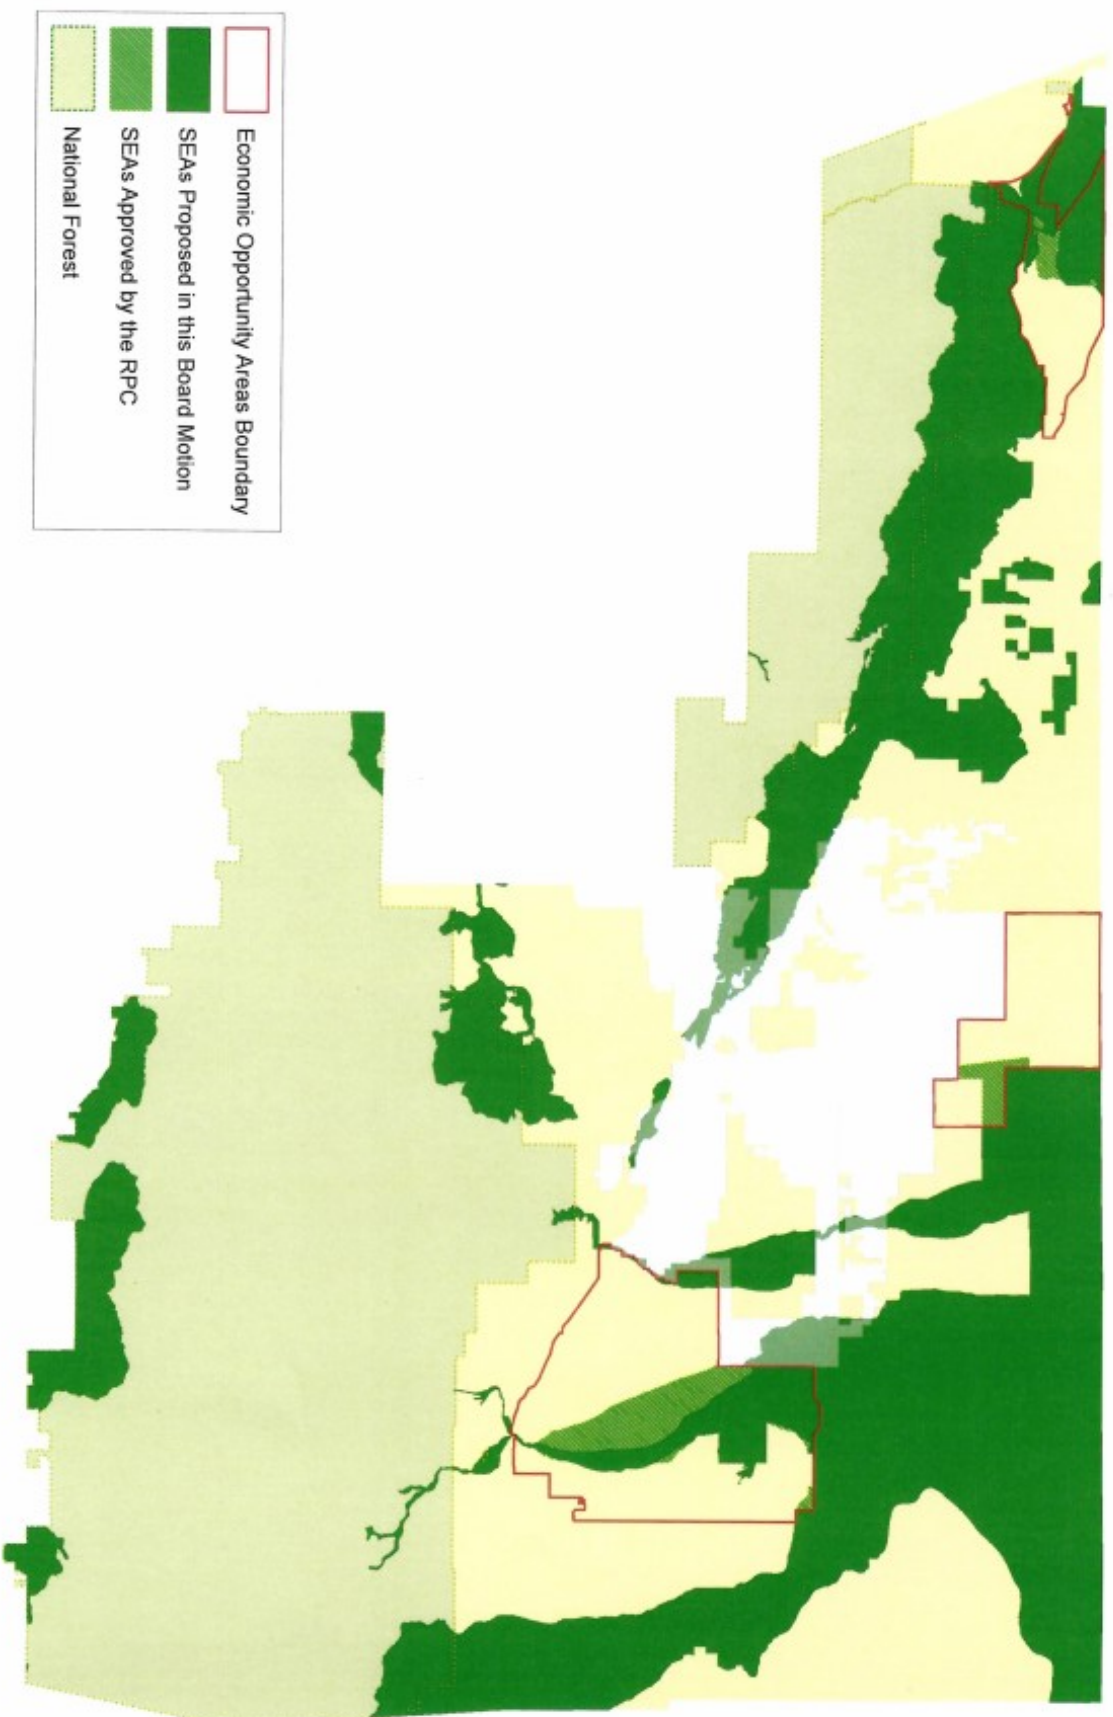 Economic Opportunity Areas Boundary
SEAs Proposed in this Board Motion
SEAs Approved by the RPC
National Forest